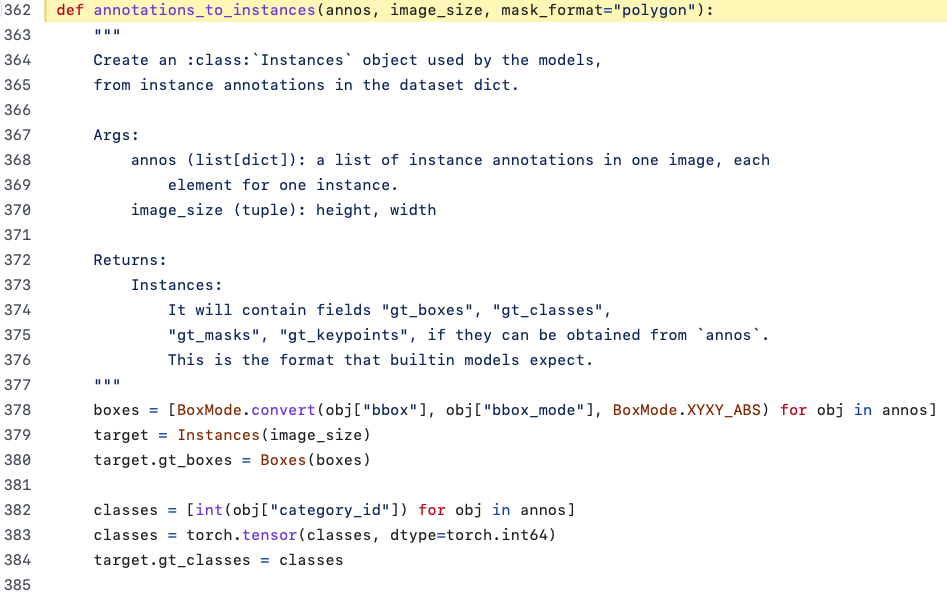 362 def annotations_to_instances(annos, image_size, mask_format="polygon"):
363     """
364     Create an :class:`Instances` object used by the models,
365     from instance annotations in the dataset dict.
366
367     Args:
368         annos (list[dict]): a list of instance annotations in one image, each
369             element for one instance.
370         image_size (tuple): height, width
371
372     Returns:
373         Instances:
374             It will contain fields "gt_boxes", "gt_classes",
375             "gt_masks", "gt_keypoints", if they can be obtained from `annos`.
376             This is the format that builtin models expect.
377     """
378     boxes = [BoxMode.convert(obj["bbox"], obj["bbox_mode"], BoxMode.XYXY_ABS) for obj in annos]
379     target = Instances(image_size)
380     target.gt_boxes = Boxes(boxes)
381
382     classes = [int(obj["category_id"]) for obj in annos]
383     classes = torch.tensor(classes, dtype=torch.int64)
384     target.gt_classes = classes
385